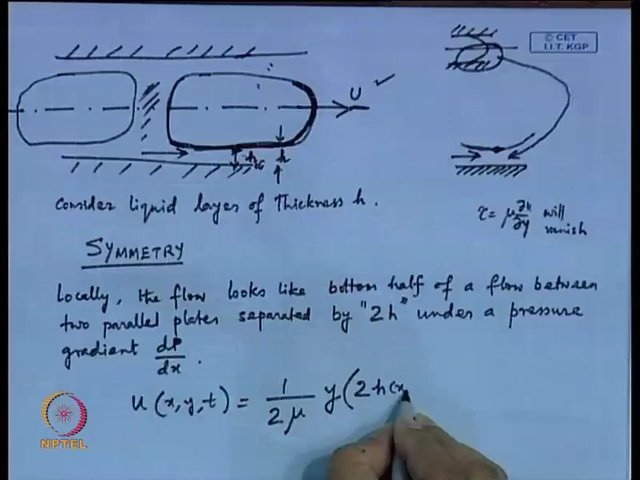 © CET
I.I.T. KGP
U
h∞
h
Consider liquid layer of Thickness h.
τ = μ ∂u/∂y will
vanish
SYMMETRY
Locally, the flow looks like bottom half of a flow between
two parallel plates separated by "2h" under a pressure
gradient dP/dx.
u(x,y,t) = 1/2μ y(2h(x
NPTEL